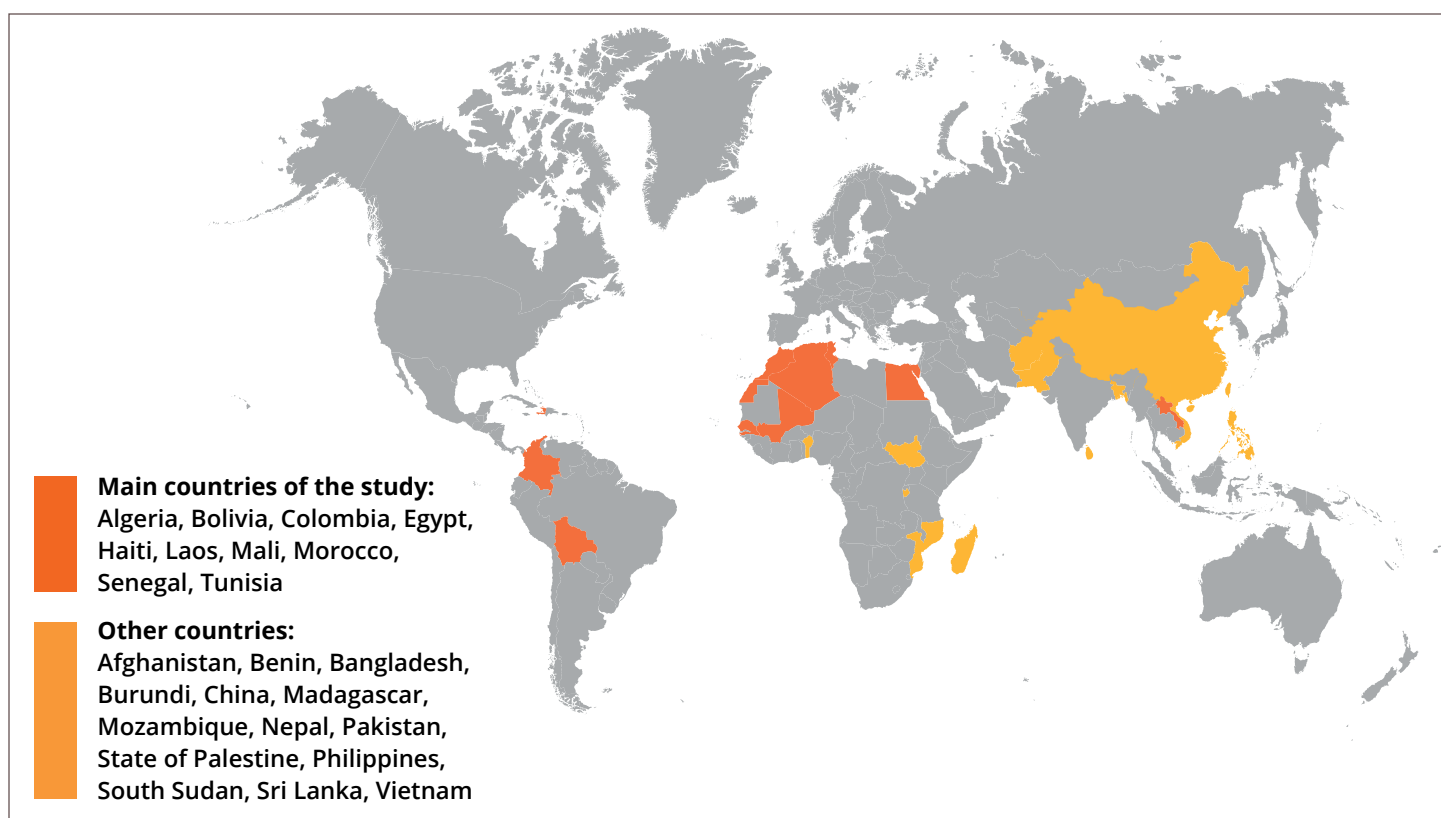 Main countries of the study:
Algeria, Bolivia, Colombia, Egypt,
Haiti, Laos, Mali, Morocco,
Senegal, Tunisia
Other countries:
Afghanistan, Benin, Bangladesh,
Burundi, China, Madagascar,
Mozambique, Nepal, Pakistan,
State of Palestine, Philippines,
South Sudan, Sri Lanka, Vietnam